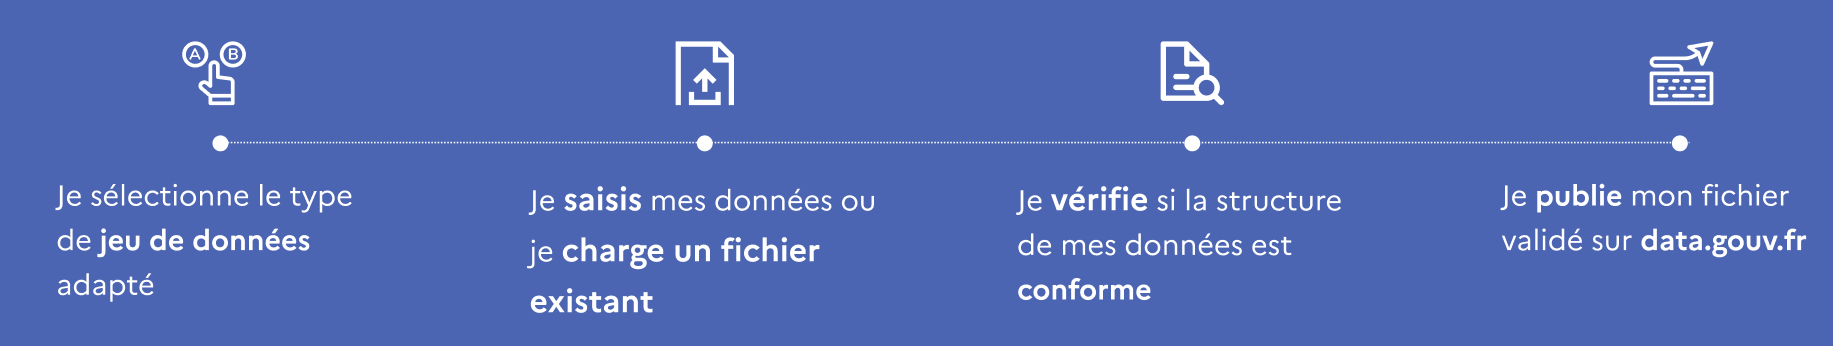 A B
Je sélectionne le type
de jeu de données
adapté
Je saisis mes données ou
je charge un fichier
existant
Je vérifie si la structure
de mes données est
conforme
Je publie mon fichier
validé sur data.gouv.fr